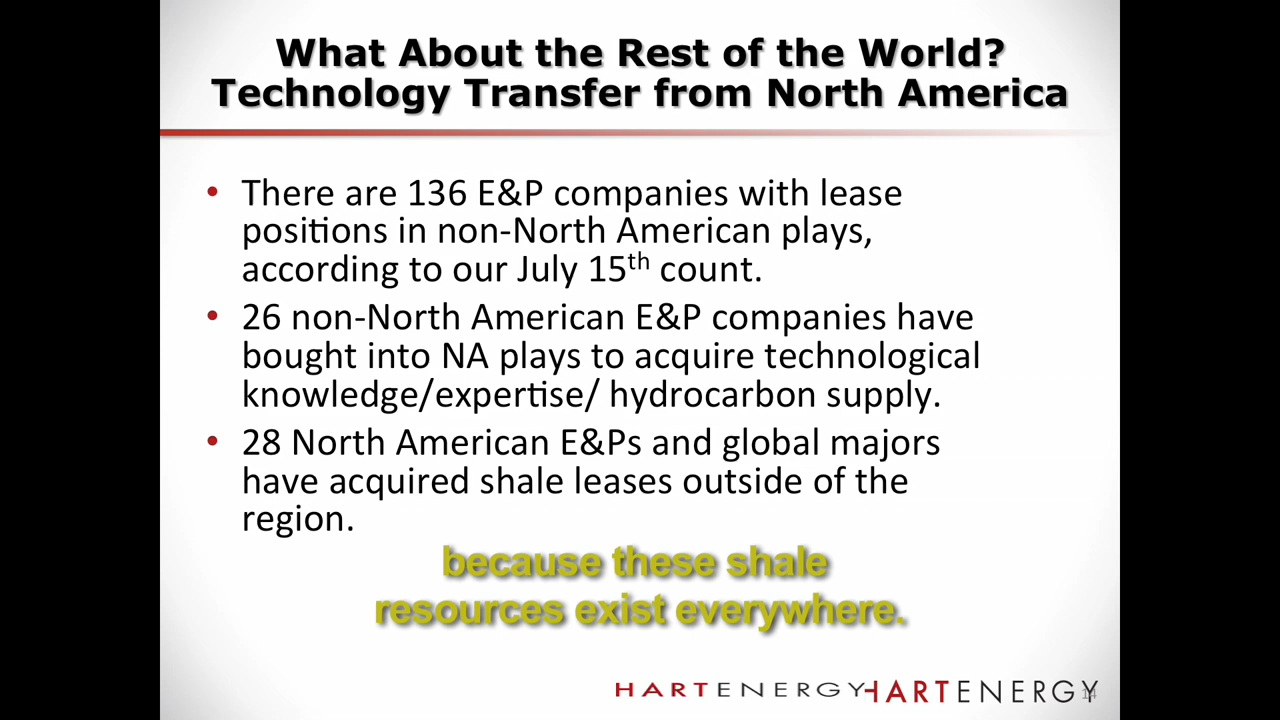 What About the Rest of the World?
Technology Transfer from North America
• There are 136 E&P companies with lease
positions in non-North American plays,
according to our July 15th count.
• 26 non-North American E&P companies have
bought into NA plays to acquire technological
knowledge/expertise/ hydrocarbon supply.
• 28 North American E&Ps and global majors
have acquired shale leases outside of the
region.
because these shale
resources exist everywhere.
HARTENERGY HARTENERGY 14